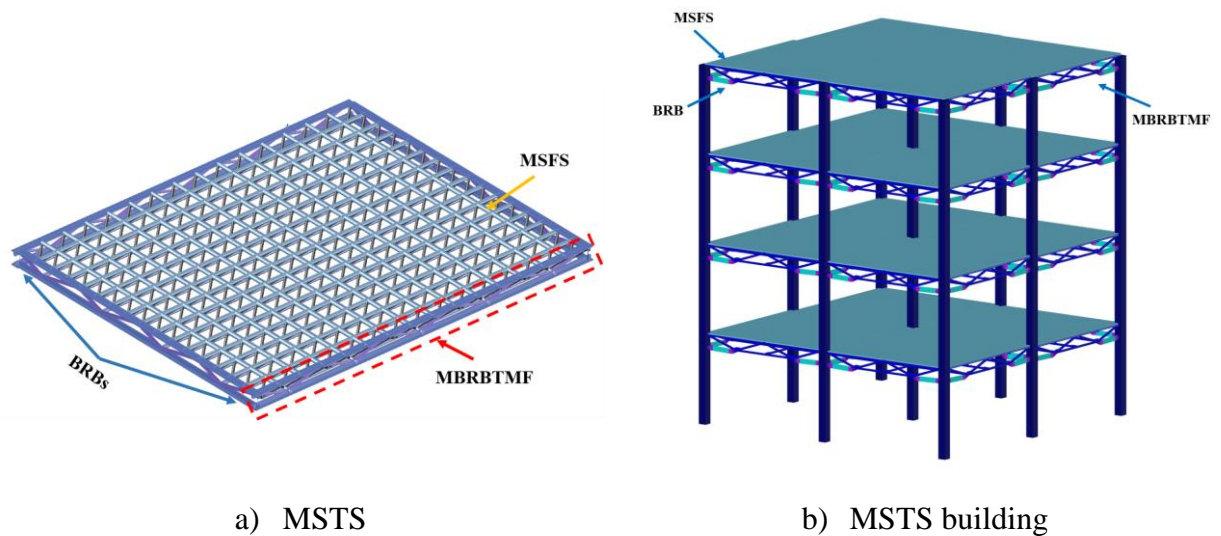 MSFS
BRBs
MBRBTMF
MSFS
BRB
MBRBTMF
a) MSTS
b) MSTS building